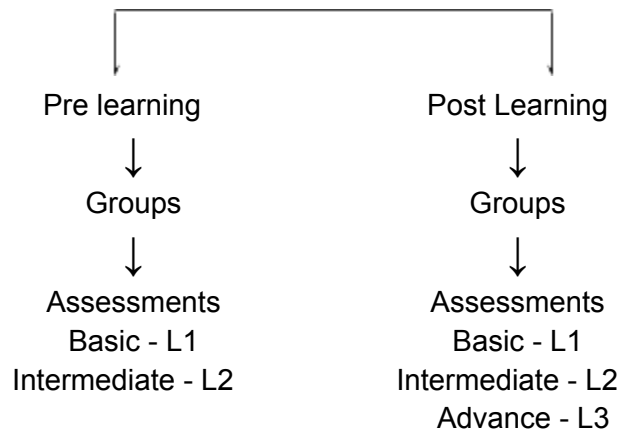 Pre learning
Groups
Assessments
Basic - L1
Intermediate - L2
Post Learning
Groups
Assessments
Basic - L1
Intermediate - L2
Advance - L3